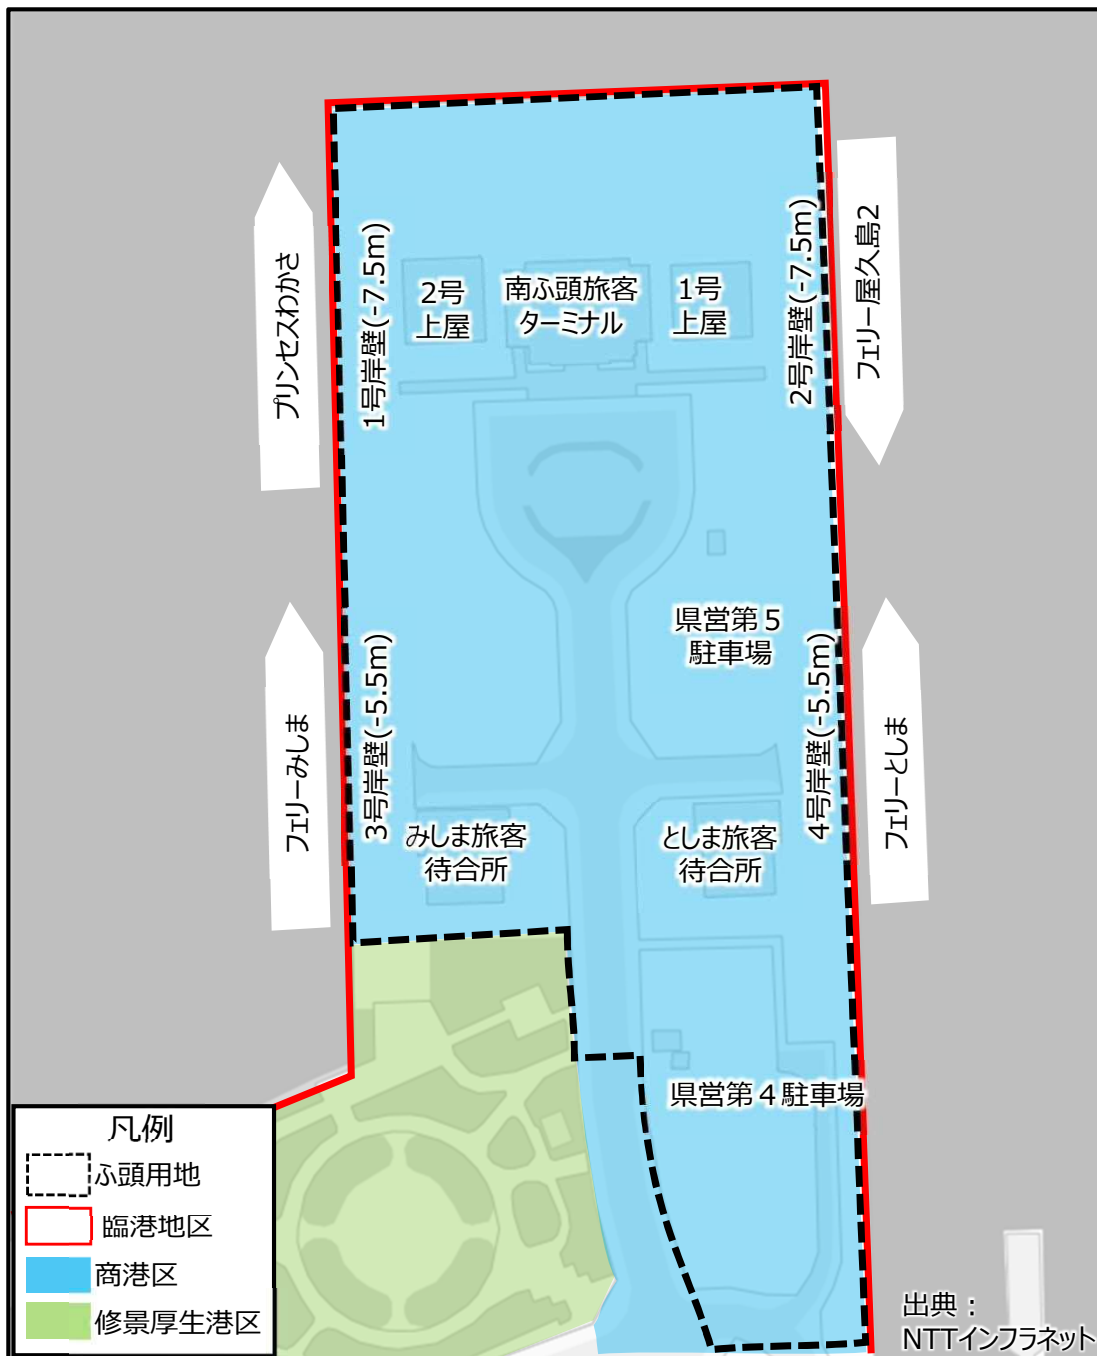 プリンセスわかさ
1号岸壁(-7.5m)
2号
上屋
南ふ頭旅客
ターミナル
1号
上屋
2号岸壁(-7.5m)
フェリー屋久島2
県営第5
駐車場
フェリーみしま
3号岸壁(-5.5m)
4号岸壁(-5.5m)
フェリーとしま
みしま旅客
待合所
としま旅客
待合所
県営第4駐車場
凡例
ふ頭用地
臨港地区
商港区
修景厚生港区
出典：
NTTインフラネット